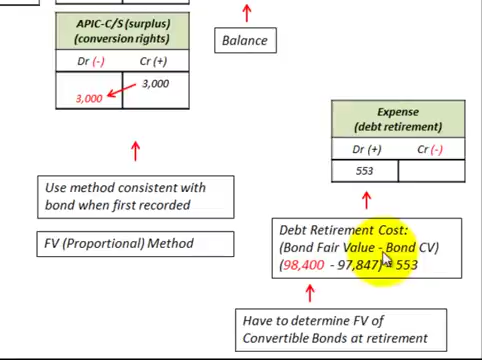 APIC-C/S (surplus)
(conversion rights)
Dr (-) Cr (+)
3,000
3,000
Balance
Expense
(debt retirement)
Dr (+) Cr (-)
553
Use method consistent with
bond when first recorded
FV (Proportional) Method
Debt Retirement Cost:
(Bond Fair Value - Bond CV)
(98,400 - 97,847) = 553
Have to determine FV of
Convertible Bonds at retirement